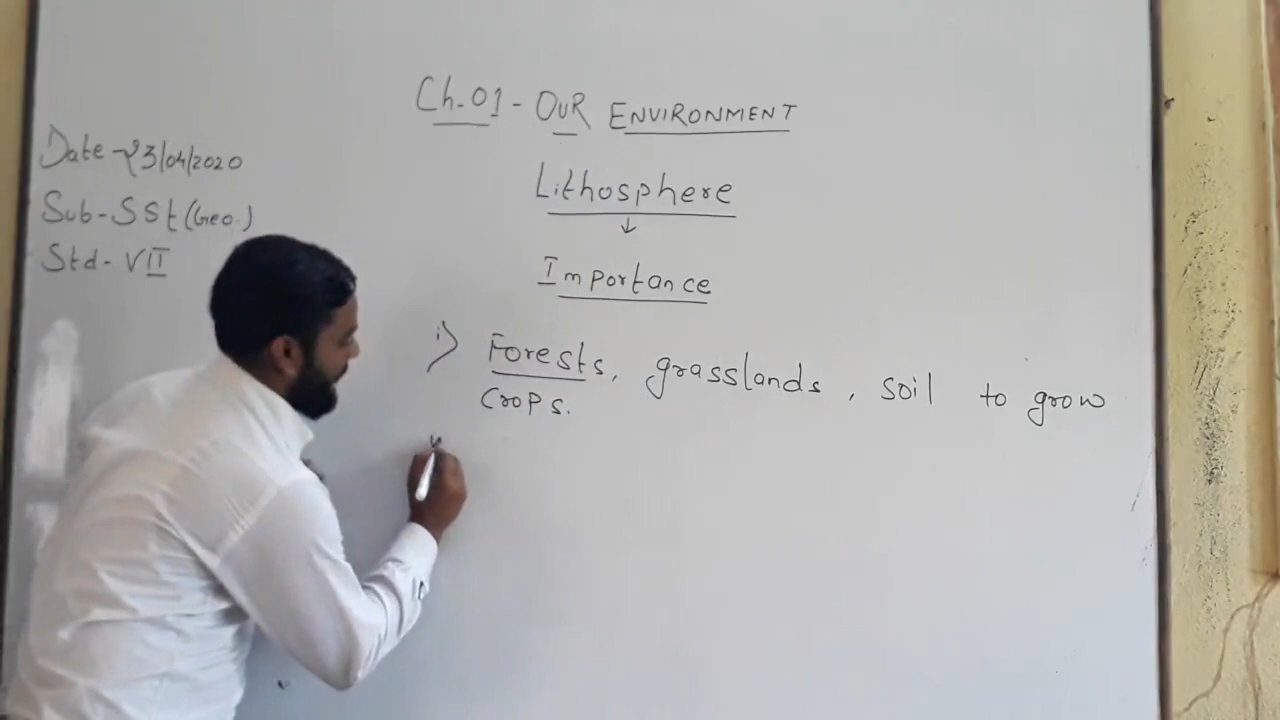 Ch. 01 - OUR ENVIRONMENT
Date - 23/04/2020
Sub - SSt (Geo.)
Std - VII
Lithosphere
↓
Importance
i) Forests, grasslands, soil to grow
crops.